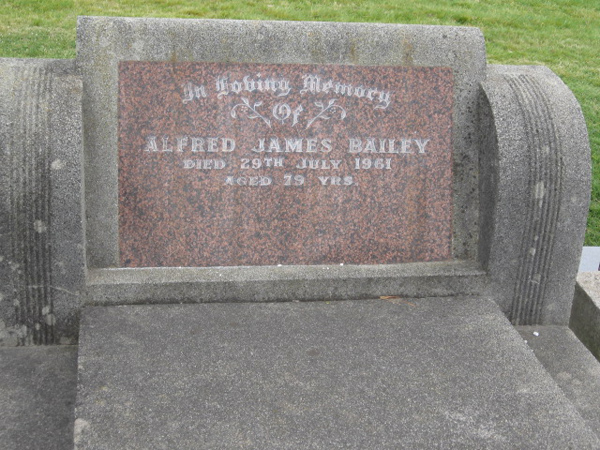 In Loving Memory
Of
ALFRED JAMES BAILEY
DIED 29TH JULY 1961
AGED 79 YRS